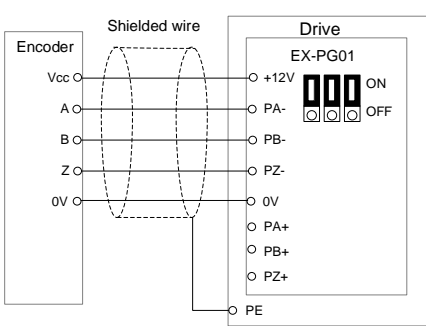 Shielded wire
Drive
Encoder
EX-PG01
Vcc
+12V
ON
A
PA-
OFF
B
PB-
Z
PZ-
0V
0V
PA+
PB+
PZ+
PE